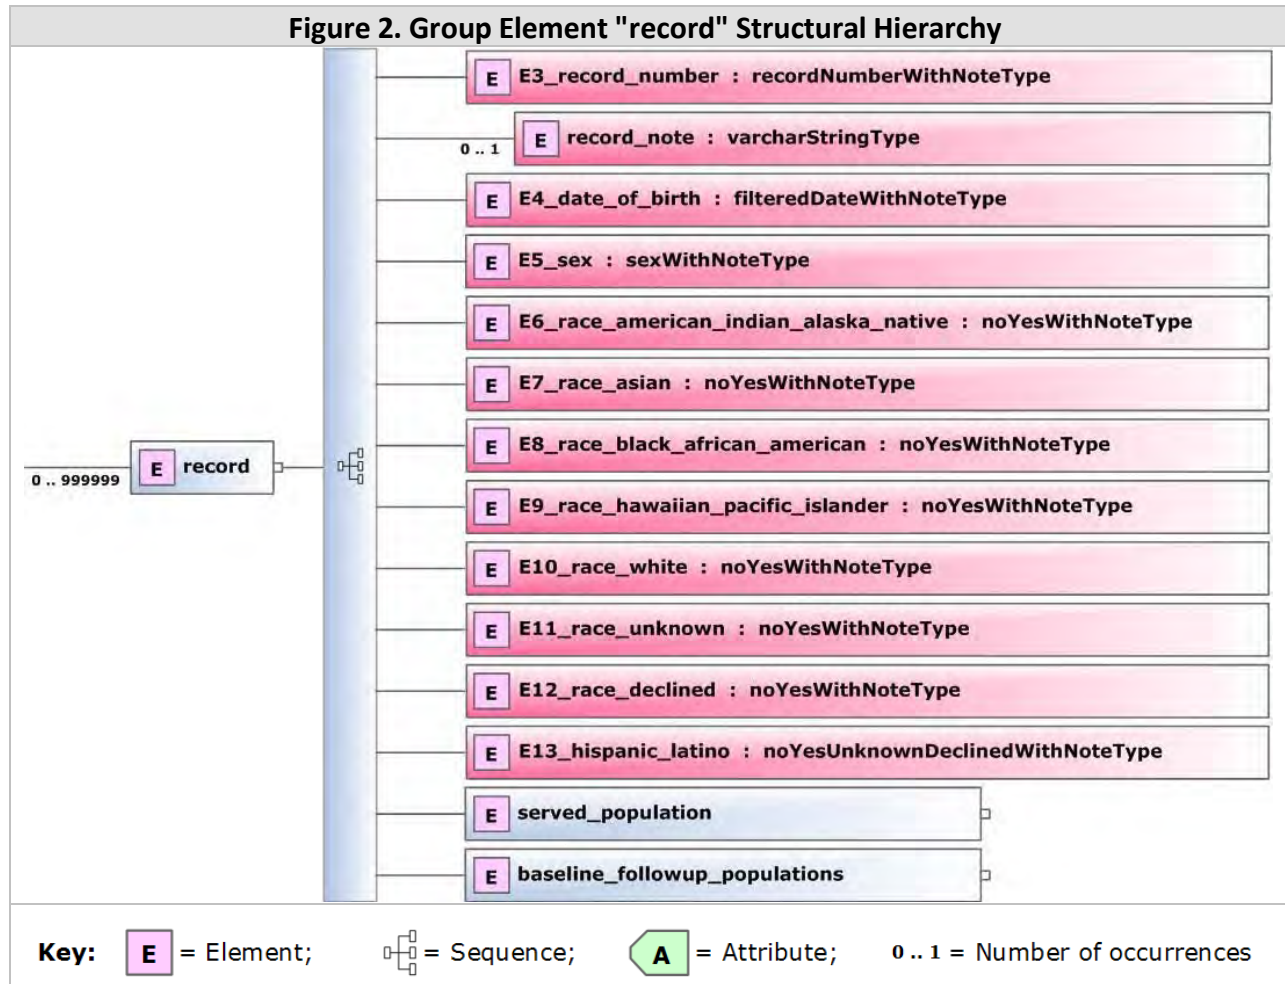 Figure 2. Group Element "record" Structural Hierarchy
E E3_record_number : recordNumberWithNoteType
0 .. 1 E record_note : varcharStringType
E E4_date_of_birth : filteredDateWithNoteType
E E5_sex : sexWithNoteType
E E6_race_american_indian_alaska_native : noYesWithNoteType
E E7_race_asian : noYesWithNoteType
E E8_race_black_african_american : noYesWithNoteType
0 .. 999999 E record
E E9_race_hawaiian_pacific_islander : noYesWithNoteType
E E10_race_white : noYesWithNoteType
E E11_race_unknown : noYesWithNoteType
E E12_race_declined : noYesWithNoteType
E E13_hispanic_latino : noYesUnknownDeclinedWithNoteType
E served_population
E baseline_followup_populations
Key: E = Element; = Sequence; A = Attribute; 0 .. 1 = Number of occurrences